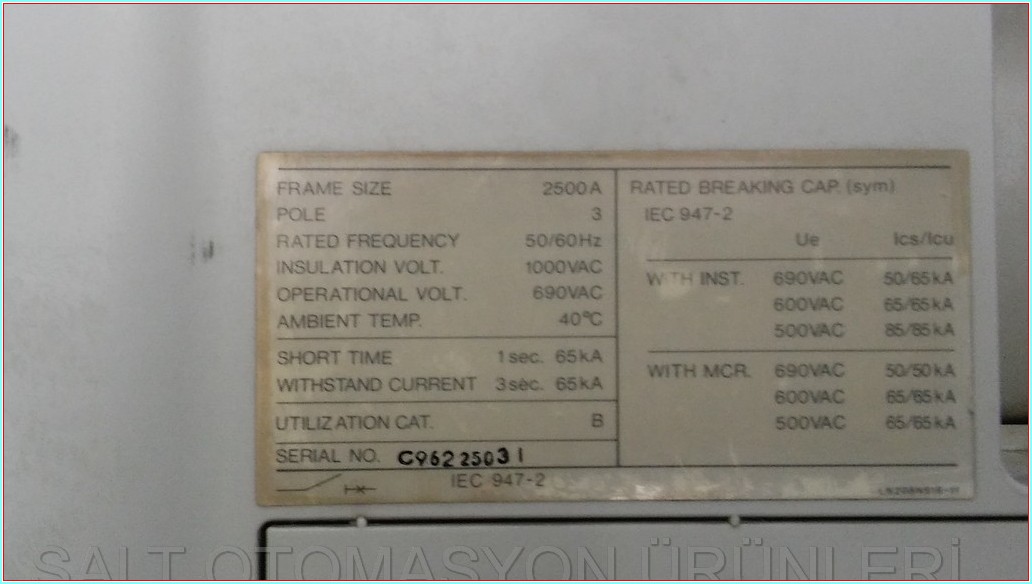 FRAME SIZE 2500A
POLE 3
RATED FREQUENCY 50/60Hz
INSULATION VOLT. 1000VAC
OPERATIONAL VOLT. 690VAC
AMBIENT TEMP. 40°C
SHORT TIME 1sec. 65kA
WITHSTAND CURRENT 3sec. 65kA
UTILIZATION CAT. B
SERIAL NO. C96225031
IEC 947-2
RATED BREAKING CAP. (sym)
IEC 947-2
Ue Ics/Icu
WITH INST. 690VAC 50/65kA
600VAC 65/65kA
500VAC 85/85kA
WITH MCR. 690VAC 50/50kA
600VAC 65/65kA
500VAC 65/65kA
ŞALT OTOMASYON ÜRÜNLERİ